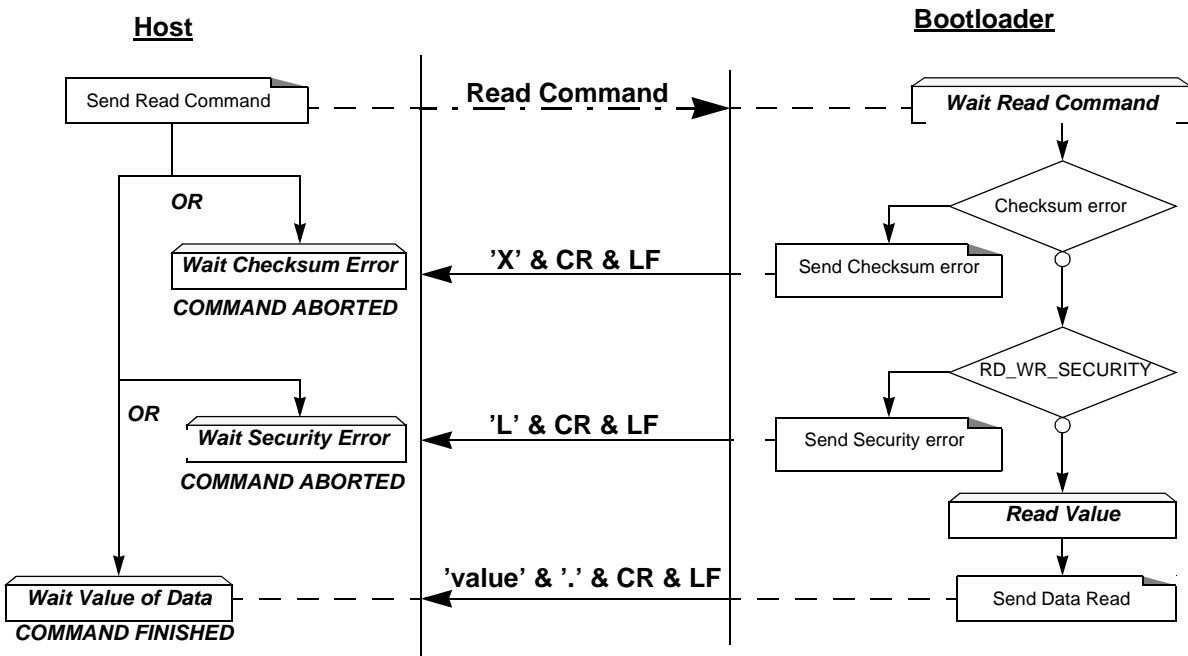 Host
Bootloader
Send Read Command
Read Command
Wait Read Command
OR
Checksum error
Wait Checksum Error
’X’ & CR & LF
Send Checksum error
COMMAND ABORTED
RD_WR_SECURITY
OR
Wait Security Error
’L’ & CR & LF
Send Security error
COMMAND ABORTED
Read Value
’value’ & ’.’ & CR & LF
Wait Value of Data
Send Data Read
COMMAND FINISHED